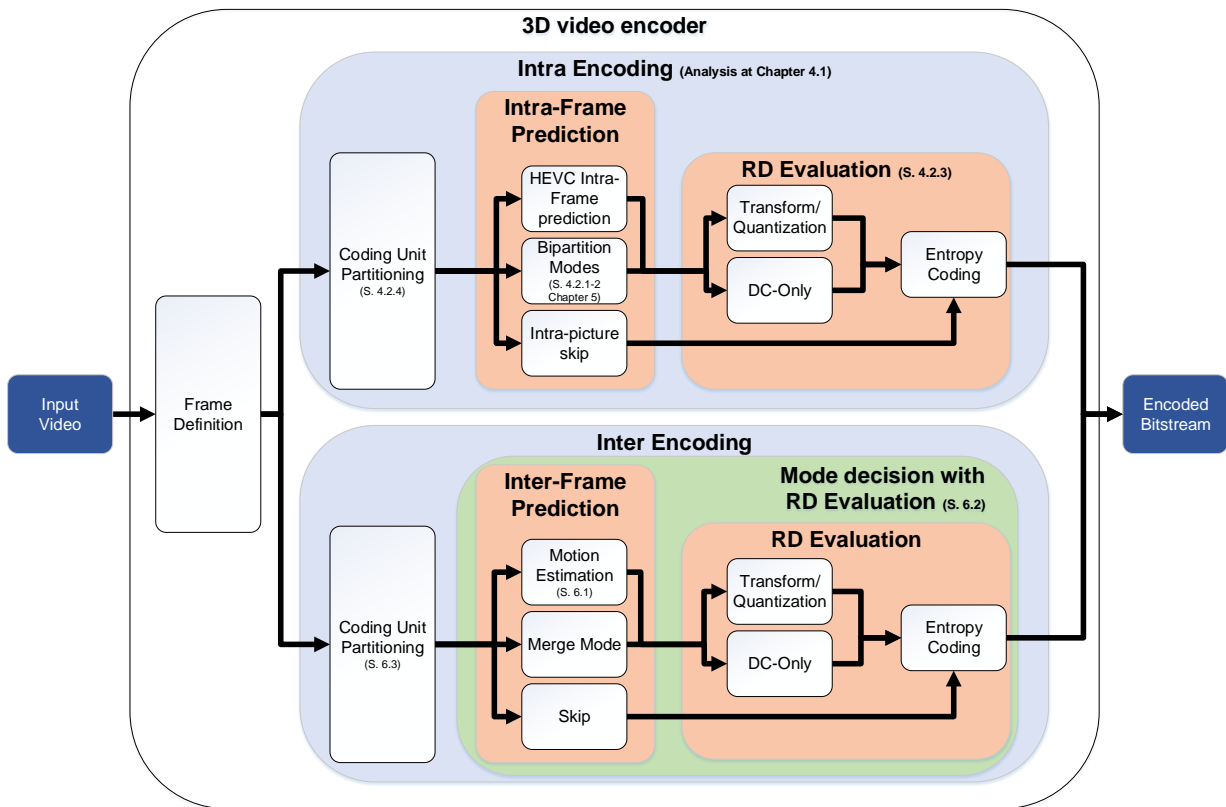 3D video encoder
Intra Encoding (Analysis at Chapter 4.1)
Intra-Frame
Prediction
RD Evaluation (S. 4.2.3)
HEVC Intra-
Frame
prediction
Transform/
Quantization
Coding Unit
Partitioning
(S. 4.2.4)
Bipartition
Modes
(S. 4.2.1-2
Chapter 5)
Entropy
Coding
DC-Only
Intra-picture
skip
Input
Video
Frame
Definition
Encoded
Bitstream
Inter Encoding
Inter-Frame
Prediction
Mode decision with
RD Evaluation (S. 6.2)
RD Evaluation
Motion
Estimation
(S. 6.1)
Transform/
Quantization
Coding Unit
Partitioning
(S. 6.3)
Merge Mode
Entropy
Coding
DC-Only
Skip